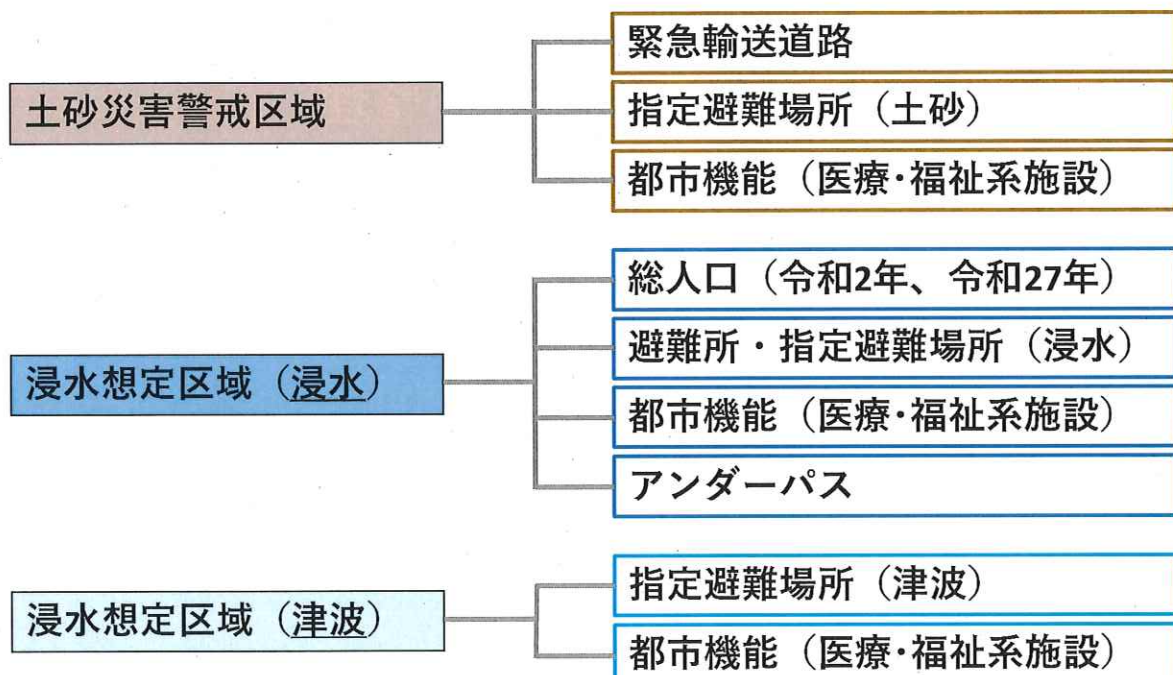 土砂災害警戒区域
緊急輸送道路
指定避難場所（土砂）
都市機能（医療・福祉系施設）
浸水想定区域（浸水）
総人口（令和2年、令和27年）
避難所・指定避難場所（浸水）
都市機能（医療・福祉系施設）
アンダーパス
浸水想定区域（津波）
指定避難場所（津波）
都市機能（医療・福祉系施設）